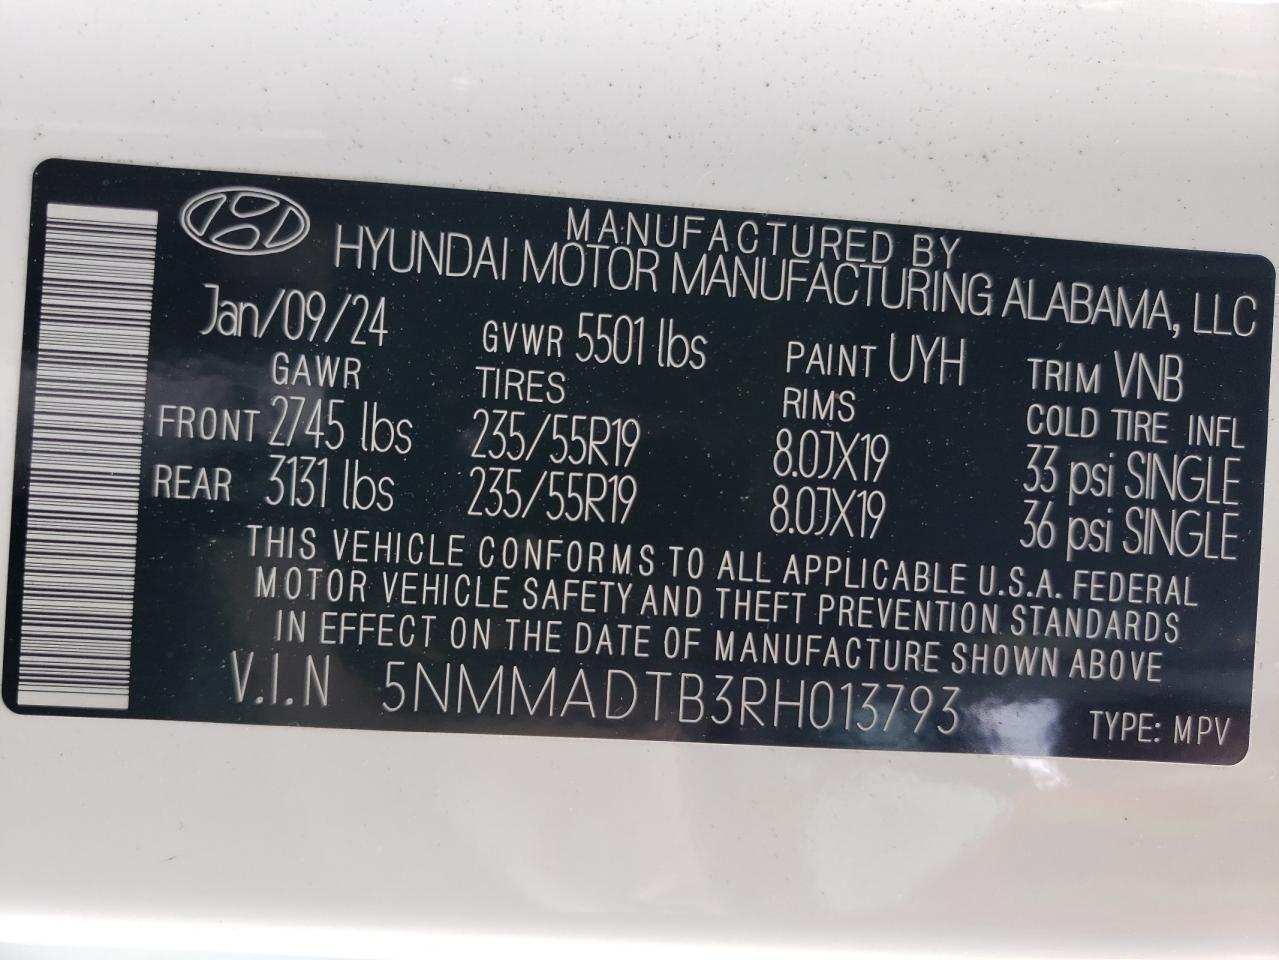 MANUFACTURED BY
HYUNDAI MOTOR MANUFACTURING ALABAMA, LLC
Jan/09/24 GVWR 5501 lbs PAINT UYH TRIM VNB
GAWR TIRES RIMS COLD TIRE INFL
FRONT 2745 lbs 235/55R19 8.0JX19 33 psi SINGLE
REAR 3131 lbs 235/55R19 8.0JX19 36 psi SINGLE
THIS VEHICLE CONFORMS TO ALL APPLICABLE U.S.A. FEDERAL
MOTOR VEHICLE SAFETY AND THEFT PREVENTION STANDARDS
IN EFFECT ON THE DATE OF MANUFACTURE SHOWN ABOVE
V.I.N 5NMMADTB3RH013793 TYPE: MPV